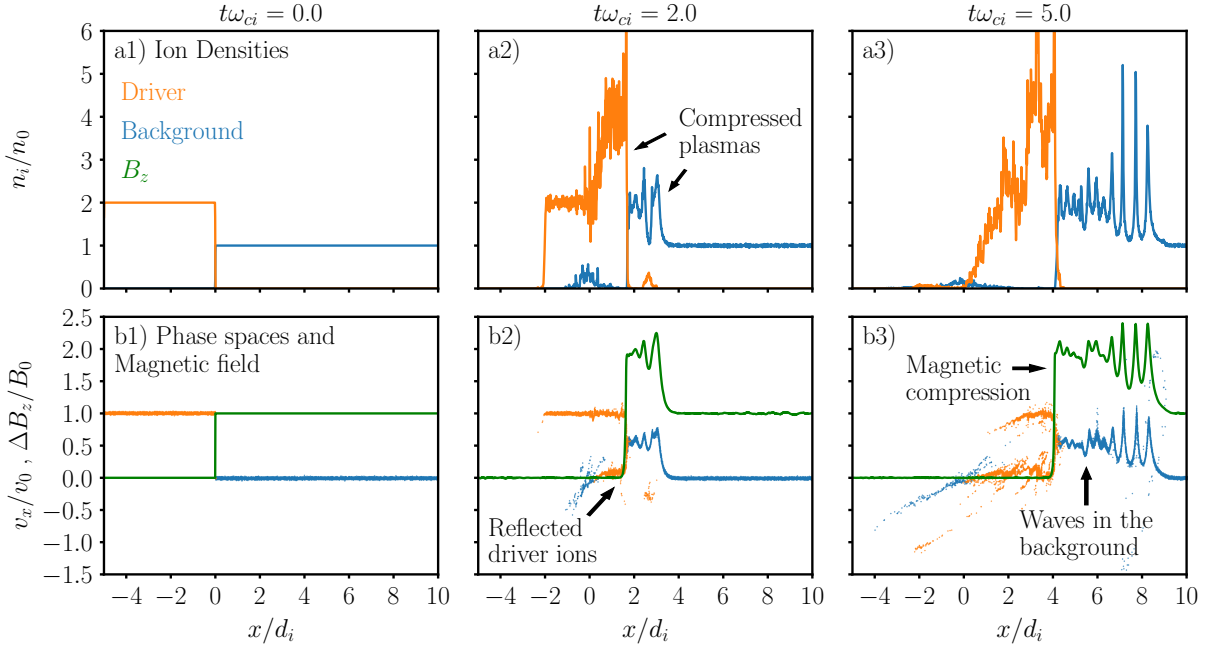 tω_ci = 0.0
tω_ci = 2.0
tω_ci = 5.0
6
5
4
3
2
1
0
n_i/n_0
a1) Ion Densities
Driver
Background
B_z
a2)
Compressed
plasmas
a3)
2.5
2.0
1.5
1.0
0.5
0.0
−0.5
−1.0
−1.5
v_x/v_0 , ΔB_z/B_0
b1) Phase spaces and
Magnetic field
b2)
Reflected
driver ions
b3)
Magnetic
compression
Waves in the
background
−4 −2 0 2 4 6 8 10
−4 −2 0 2 4 6 8 10
−4 −2 0 2 4 6 8 10
x/d_i
x/d_i
x/d_i